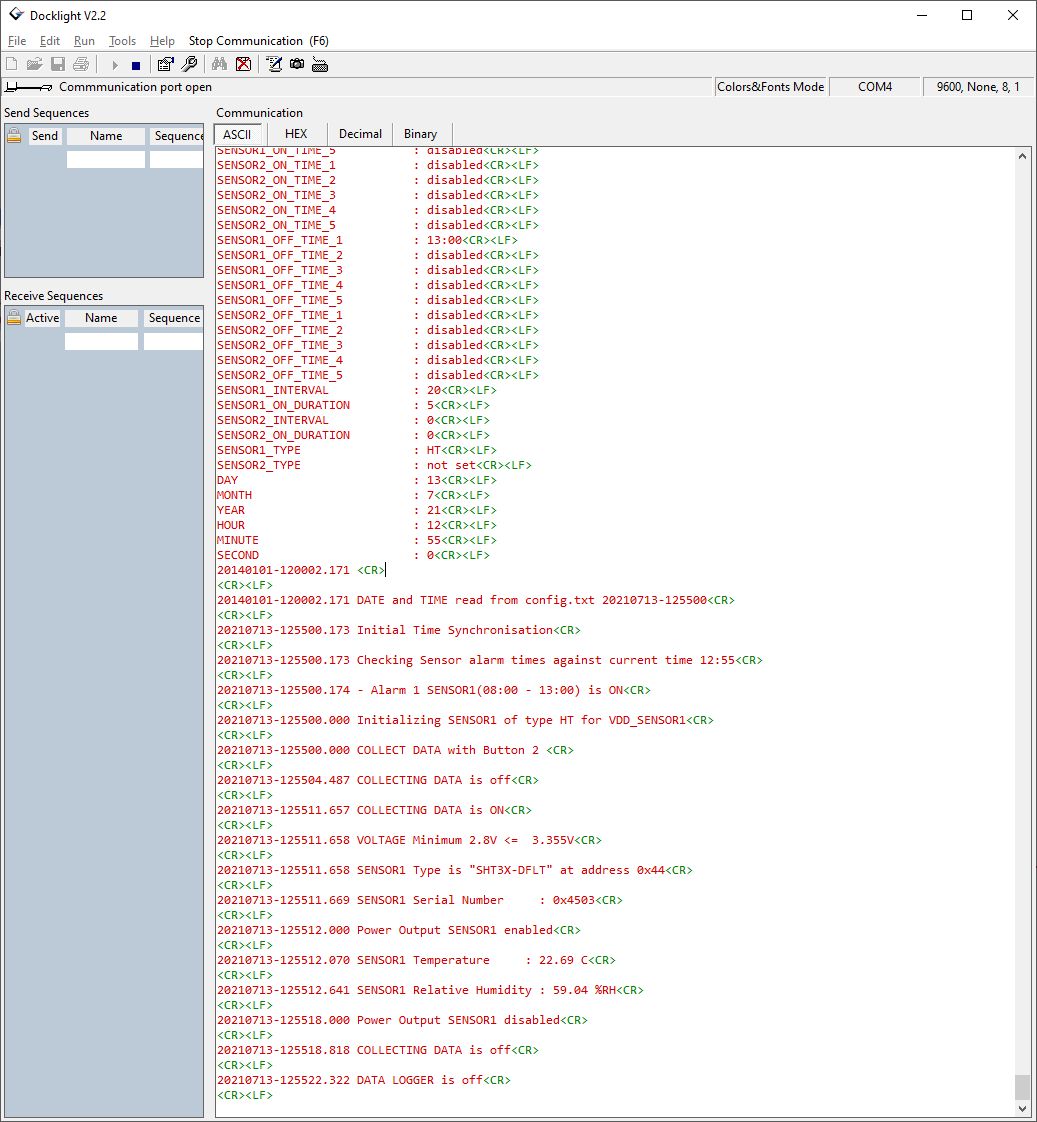 Docklight V2.2
File Edit Run Tools Help Stop Communication (F6)
Commmunication port open
Colors&Fonts Mode
COM4
9600, None, 8, 1
Send Sequences
Send Name Sequence
Receive Sequences
Active Name Sequence
Communication
ASCII HEX Decimal Binary
SENSOR1_ON_TIME_5 : disabled<CR><LF>
SENSOR2_ON_TIME_1 : disabled<CR><LF>
SENSOR2_ON_TIME_2 : disabled<CR><LF>
SENSOR2_ON_TIME_3 : disabled<CR><LF>
SENSOR2_ON_TIME_4 : disabled<CR><LF>
SENSOR2_ON_TIME_5 : disabled<CR><LF>
SENSOR1_OFF_TIME_1 : 13:00<CR><LF>
SENSOR1_OFF_TIME_2 : disabled<CR><LF>
SENSOR1_OFF_TIME_3 : disabled<CR><LF>
SENSOR1_OFF_TIME_4 : disabled<CR><LF>
SENSOR1_OFF_TIME_5 : disabled<CR><LF>
SENSOR2_OFF_TIME_1 : disabled<CR><LF>
SENSOR2_OFF_TIME_2 : disabled<CR><LF>
SENSOR2_OFF_TIME_3 : disabled<CR><LF>
SENSOR2_OFF_TIME_4 : disabled<CR><LF>
SENSOR2_OFF_TIME_5 : disabled<CR><LF>
SENSOR1_INTERVAL : 20<CR><LF>
SENSOR1_ON_DURATION : 5<CR><LF>
SENSOR2_INTERVAL : 0<CR><LF>
SENSOR2_ON_DURATION : 0<CR><LF>
SENSOR1_TYPE : HT<CR><LF>
SENSOR2_TYPE : not set<CR><LF>
DAY : 13<CR><LF>
MONTH : 7<CR><LF>
YEAR : 21<CR><LF>
HOUR : 12<CR><LF>
MINUTE : 55<CR><LF>
SECOND : 0<CR><LF>
20140101-120002.171 <CR>
<CR><LF>
20140101-120002.171 DATE and TIME read from config.txt 20210713-125500<CR>
<CR><LF>
20210713-125500.173 Initial Time Synchronisation<CR>
<CR><LF>
20210713-125500.173 Checking Sensor alarm times against current time 12:55<CR>
<CR><LF>
20210713-125500.174 - Alarm 1 SENSOR1(08:00 - 13:00) is ON<CR>
<CR><LF>
20210713-125500.000 Initializing SENSOR1 of type HT for VDD_SENSOR1<CR>
<CR><LF>
20210713-125500.000 COLLECT DATA with Button 2 <CR>
<CR><LF>
20210713-125504.487 COLLECTING DATA is off<CR>
<CR><LF>
20210713-125511.657 COLLECTING DATA is ON<CR>
<CR><LF>
20210713-125511.658 VOLTAGE Minimum 2.8V <=  3.355V<CR>
<CR><LF>
20210713-125511.658 SENSOR1 Type is "SHT3X-DFLT" at address 0x44<CR>
<CR><LF>
20210713-125511.669 SENSOR1 Serial Number : 0x4503<CR>
<CR><LF>
20210713-125512.000 Power Output SENSOR1 enabled<CR>
<CR><LF>
20210713-125512.070 SENSOR1 Temperature : 22.69 C<CR>
<CR><LF>
20210713-125512.641 SENSOR1 Relative Humidity : 59.04 %RH<CR>
<CR><LF>
20210713-125518.000 Power Output SENSOR1 disabled<CR>
<CR><LF>
20210713-125518.818 COLLECTING DATA is off<CR>
<CR><LF>
20210713-125522.322 DATA LOGGER is off<CR>
<CR><LF>